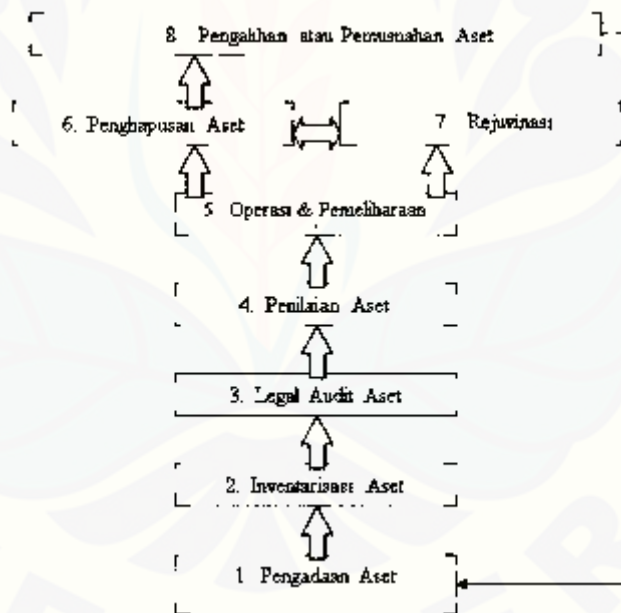 8 Pengalihan atau Pemusnahan Aset
6. Penghapusan Aset
7 Rejuvinasi
5 Operasi & Pemeliharaan
4. Penilaian Aset
3. Legal Audit Aset
2. Inventarisasi Aset
1 Pengadaan Aset